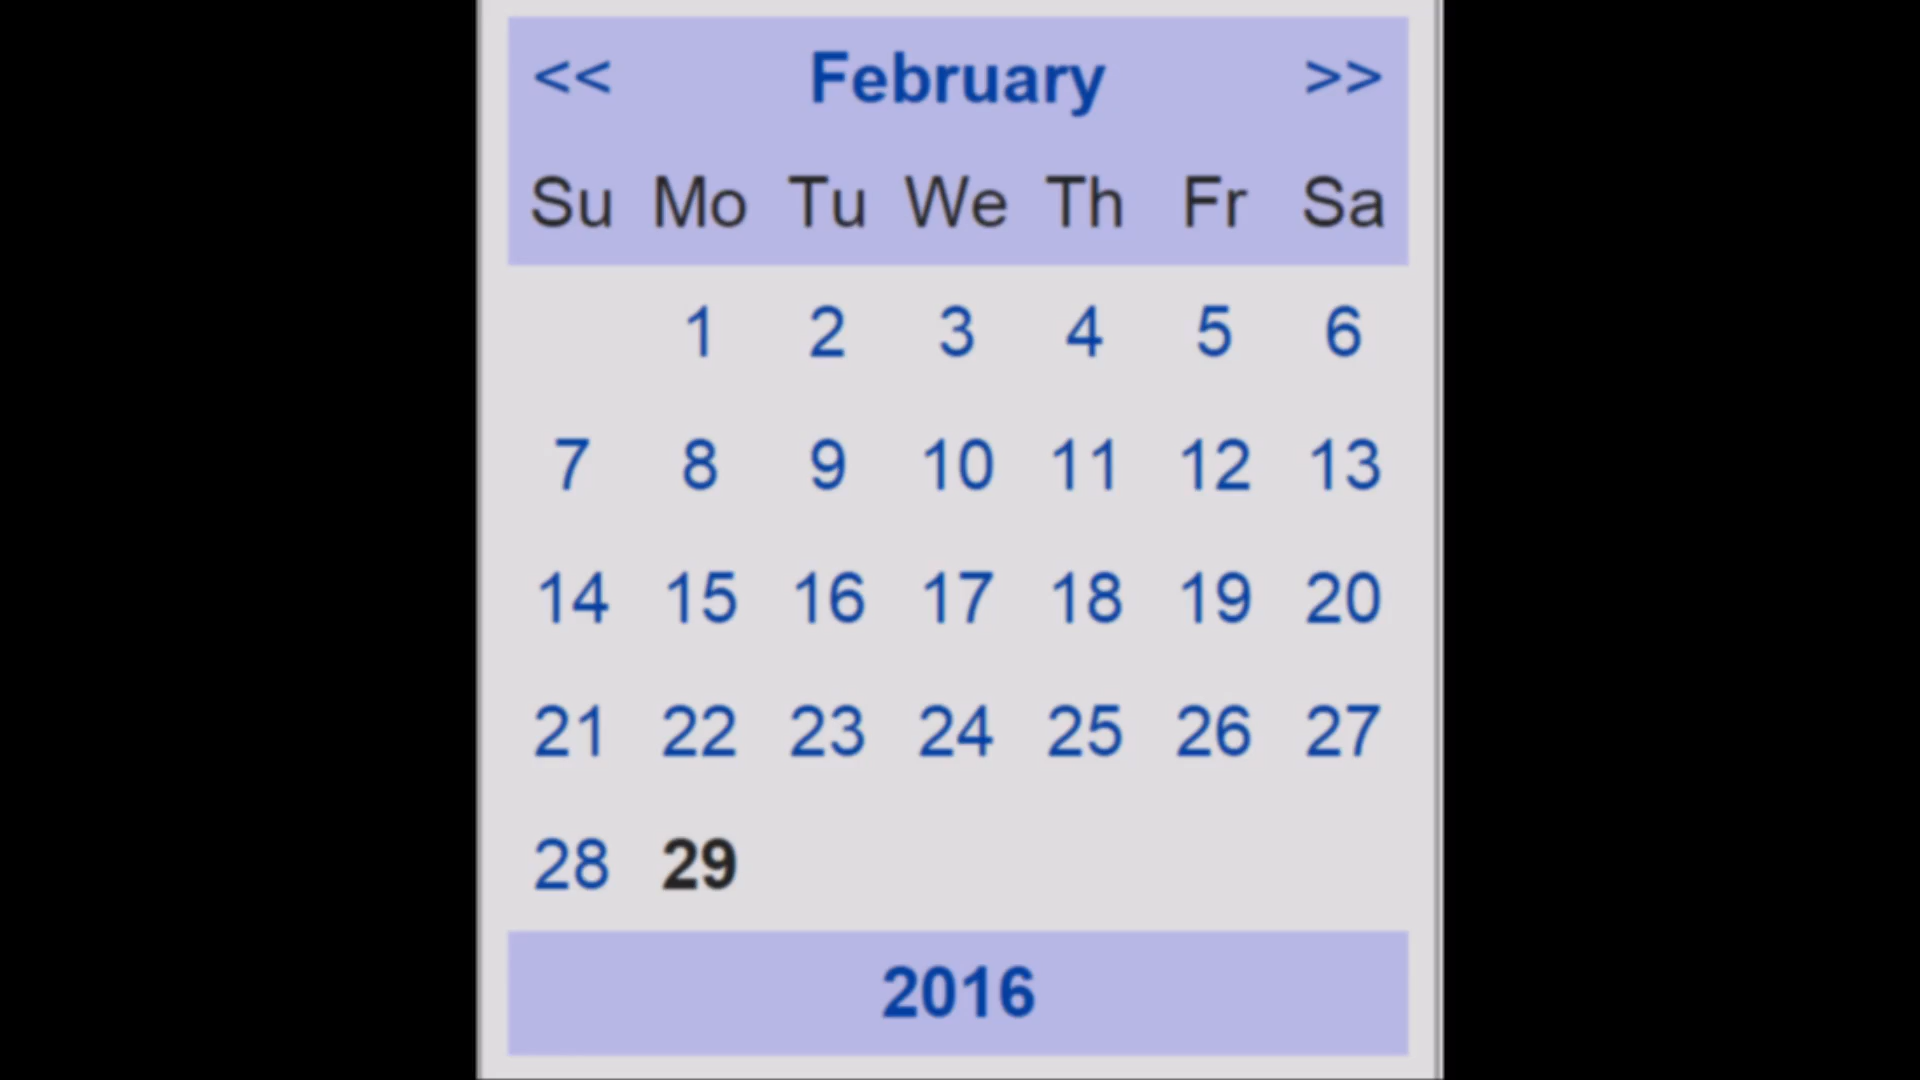 << February >>
Su Mo Tu We Th Fr Sa
1 2 3 4 5 6
7 8 9 10 11 12 13
14 15 16 17 18 19 20
21 22 23 24 25 26 27
28 29
2016